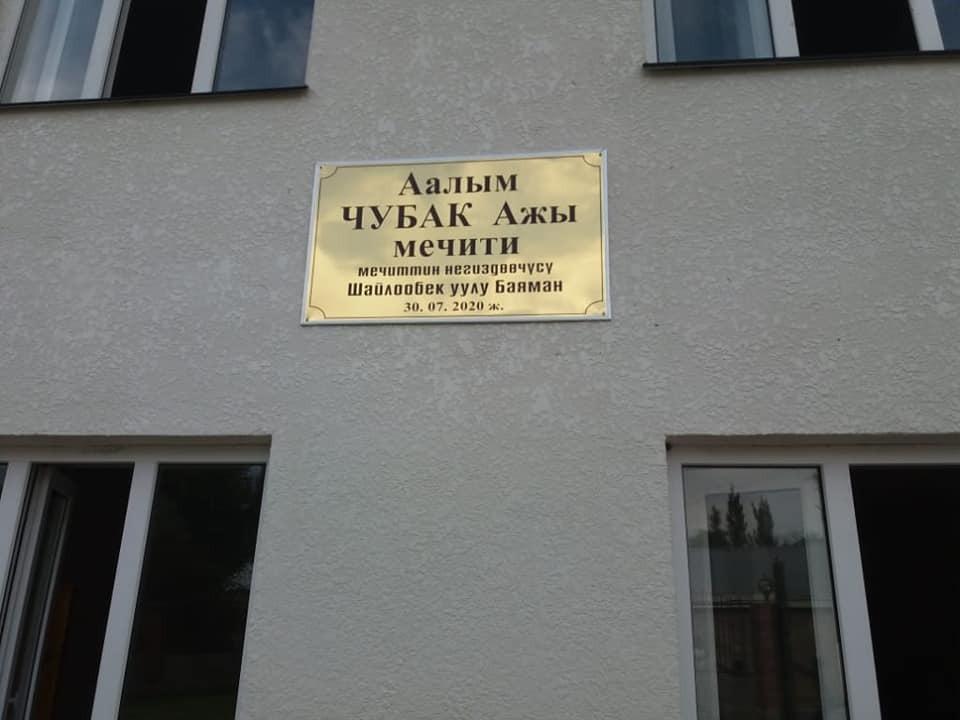 Аалым
ЧУБАК Ажы
мечити
мечиттин негиздөөчүсү
Шайлообек уулу Баяман
30. 07. 2020 ж.